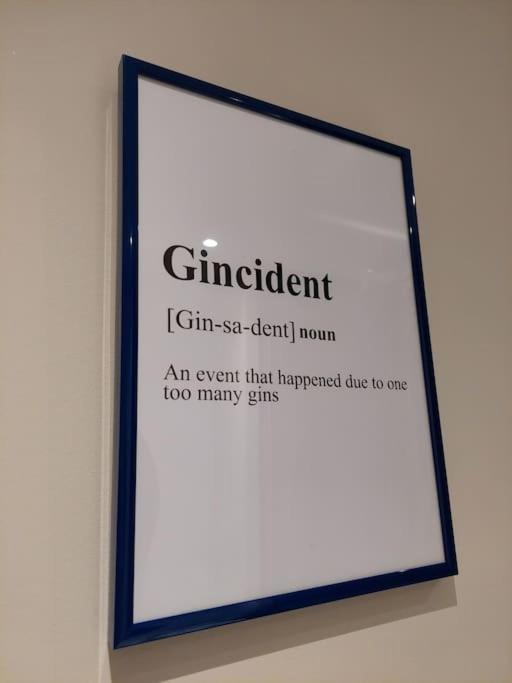 Gincident
[Gin-sa-dent] noun
An event that happened due to one
too many gins